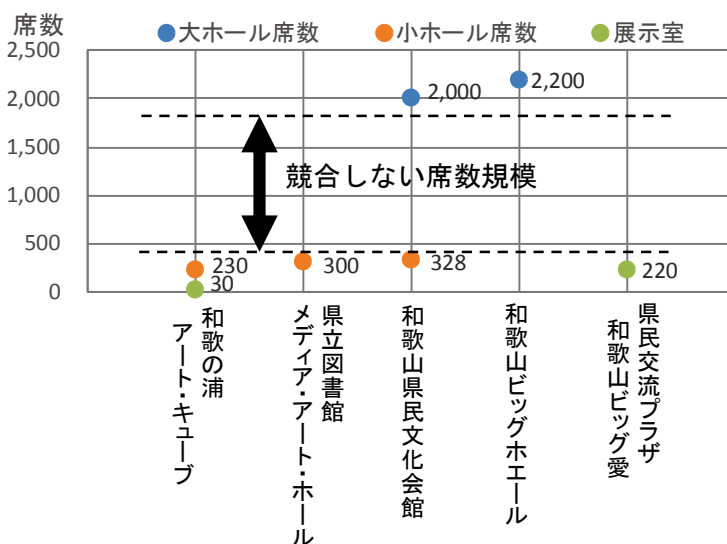 席数
大ホール席数 小ホール席数 展示室
2,500
2,000
1,500
1,000
500
0
2,000
2,200
競合しない席数規模
230
30
300
328
220
和歌の浦
アート・キューブ
県立図書館
メディア・アート・ホール
和歌山県民文化会館
和歌山ビッグホエール
県民交流プラザ
和歌山ビッグ愛